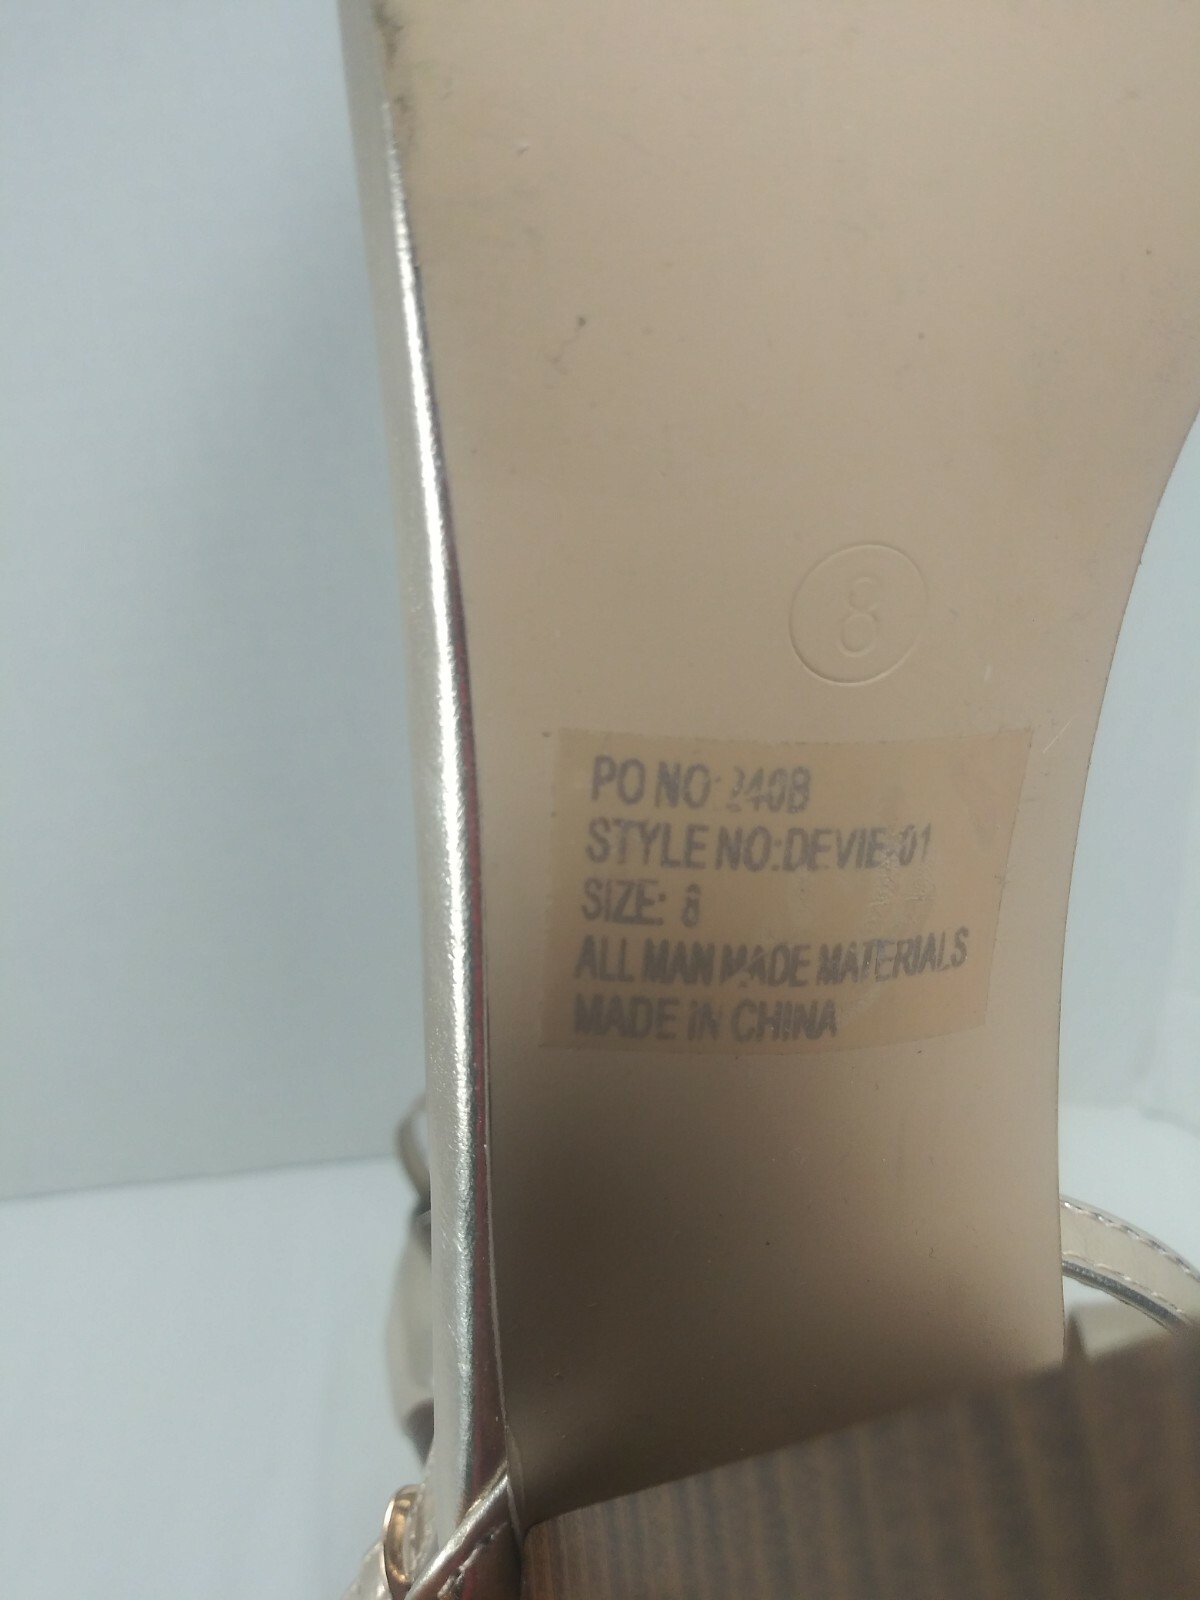 8
PO NO: 240B
STYLE NO:DEVIE-01
SIZE: 8
ALL MAN MADE MATERIALS
MADE IN CHINA